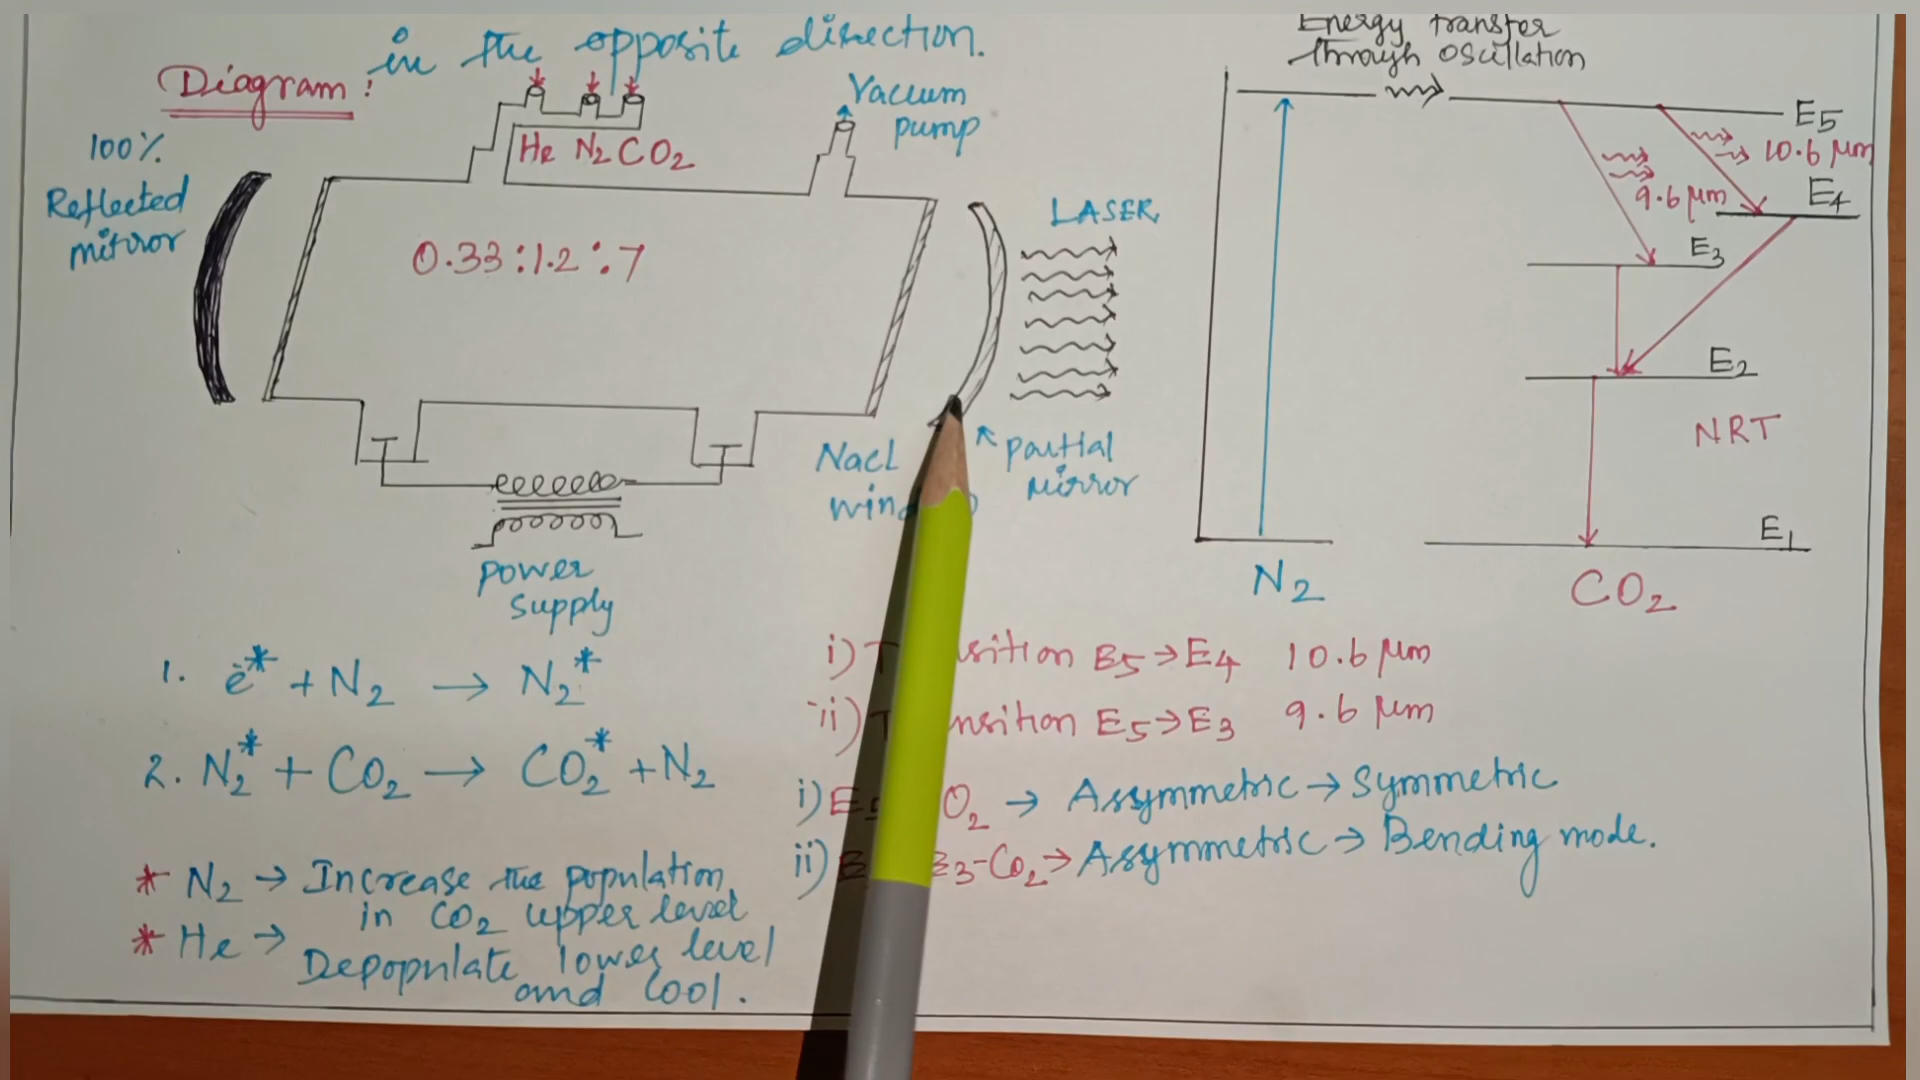 in the opposite direction.
Diagram:
100%
Reflected
mirror
He N2 CO2
Vacuum
pump
0.33:1.2:7
LASER
NaCl
partial
mirror
power
supply
1. e* + N2 → N2*
2. N2* + CO2 → CO2* + N2
* N2 → Increase the population
in CO2 upper level
* He → Depopulate lower level
and cool.
Energy transfer
through oscillation
E5
10.6 μm
E4
9.6 μm
E3
E2
NRT
E1
N2
CO2
i) E5→E4 10.6 μm
ii) E5→E3 9.6 μm
i) → Assymmetric → Symmetric
ii) E3-CO2 → Asymmetric → Bending mode.